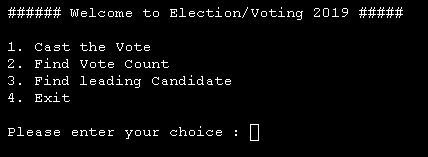 ###### Welcome to Election/Voting 2019 #####
1. Cast the Vote
2. Find Vote Count
3. Find leading Candidate
4. Exit
Please enter your choice :